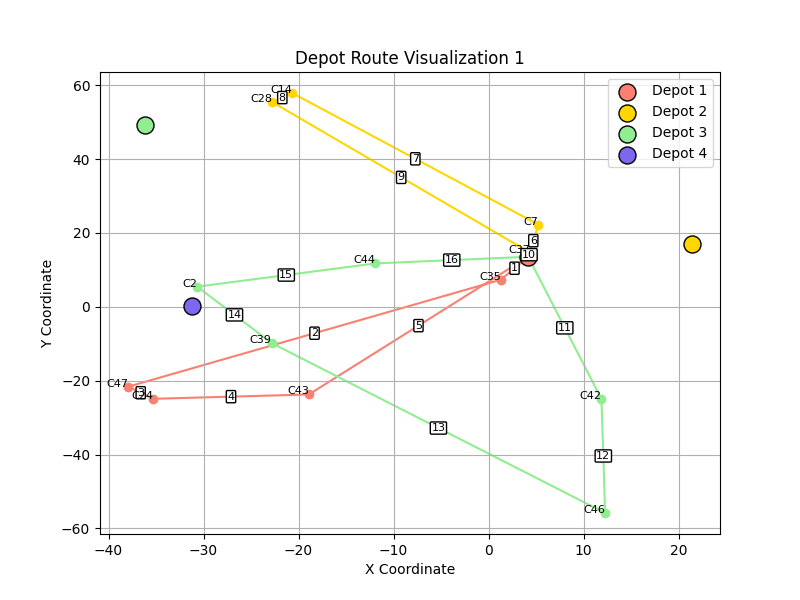 Depot Route Visualization 1
Depot 1
Depot 2
Depot 3
Depot 4
60
40
20
0
−20
−40
−60
Y Coordinate
C14
8
C28
7
9
C7
6
10
1
C44
16
C35
15
C2
14
11
2
5
C39
C47
C43
4
C42
13
12
C46
−40
−30
−20
−10
0
10
20
X Coordinate